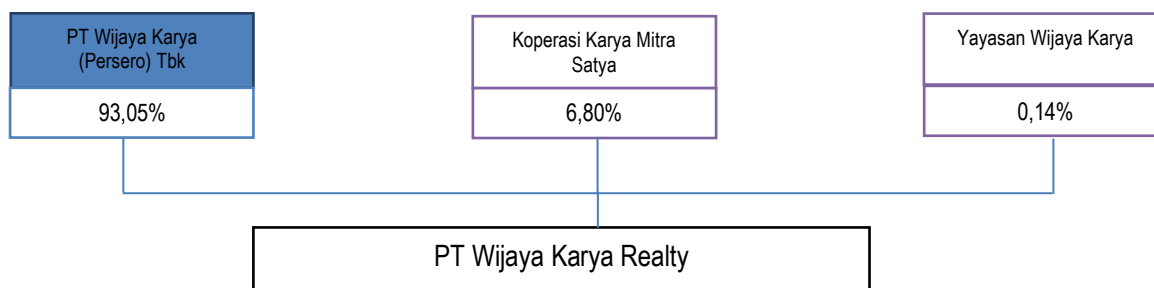 PT Wijaya Karya
(Persero) Tbk
93,05%
Koperasi Karya Mitra
Satya
6,80%
Yayasan Wijaya Karya
0,14%
PT Wijaya Karya Realty